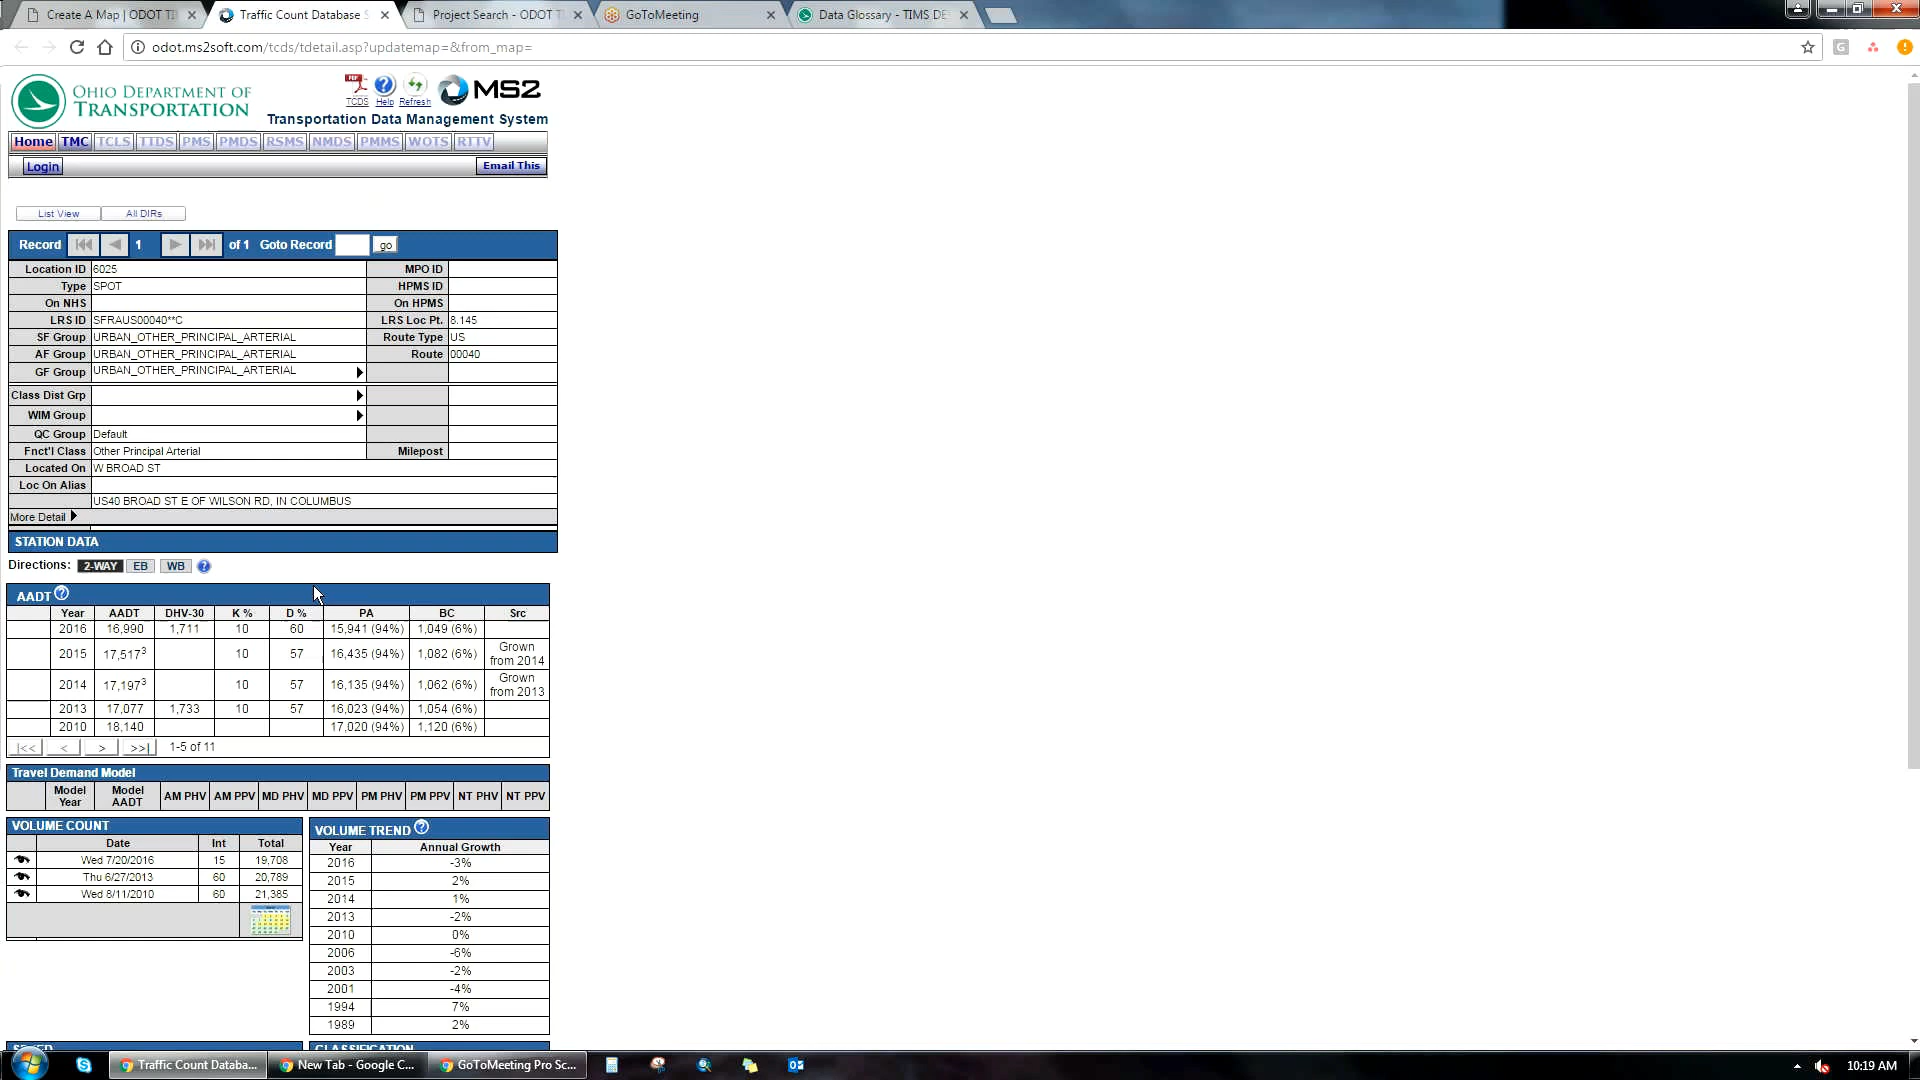 Create A Map | ODOT TI
Traffic Count Database S
Project Search - ODOT T
GoToMeeting
Data Glossary - TIMS DE
odot.ms2soft.com/tcds/tdetail.asp?updatemap=&from_map=
OHIO DEPARTMENT OF
TRANSPORTATION
TCDS Help Refresh
MS2
Transportation Data Management System
Home TMC TCLS TTDS PMS PMDS RSMS NMDS PMMS WOTS RTTV
Login Email This
List View All DIRs
Record 1 of 1 Goto Record go
Location ID 6025 MPO ID
Type SPOT HPMS ID
On NHS On HPMS
LRS ID SFRAUS00040**C LRS Loc Pt. 8.145
SF Group URBAN_OTHER_PRINCIPAL_ARTERIAL Route Type US
AF Group URBAN_OTHER_PRINCIPAL_ARTERIAL Route 00040
GF Group URBAN_OTHER_PRINCIPAL_ARTERIAL
Class Dist Grp
WIM Group
QC Group Default
Fnct'l Class Other Principal Arterial Milepost
Located On W BROAD ST
Loc On Alias
US40 BROAD ST E OF WILSON RD, IN COLUMBUS
More Detail
STATION DATA
Directions: 2-WAY EB WB ?
AADT ?
Year AADT DHV-30 K % D % PA BC Src
2016 16,990 1,711 10 60 15,941 (94%) 1,049 (6%)
2015 17,517³ 10 57 16,435 (94%) 1,082 (6%) Grown from 2014
2014 17,197³ 10 57 16,135 (94%) 1,062 (6%) Grown from 2013
2013 17,077 1,733 10 57 16,023 (94%) 1,054 (6%)
2010 18,140 17,020 (94%) 1,120 (6%)
|<< < > >>| 1-5 of 11
Travel Demand Model
Model Year Model AADT AM PHV AM PPV MD PHV MD PPV PM PHV PM PPV NT PHV NT PPV
VOLUME COUNT
Date Int Total
Wed 7/20/2016 15 19,708
Thu 6/27/2013 60 20,789
Wed 8/11/2010 60 21,385
VOLUME TREND ?
Year Annual Growth
2016 -3%
2015 2%
2014 1%
2013 -2%
2010 0%
2006 -6%
2003 -2%
2001 -4%
1994 7%
1989 2%
SPEED CLASSIFICATION
Traffic Count Databa...
New Tab - Google C...
GoToMeeting Pro Sc...
10:19 AM